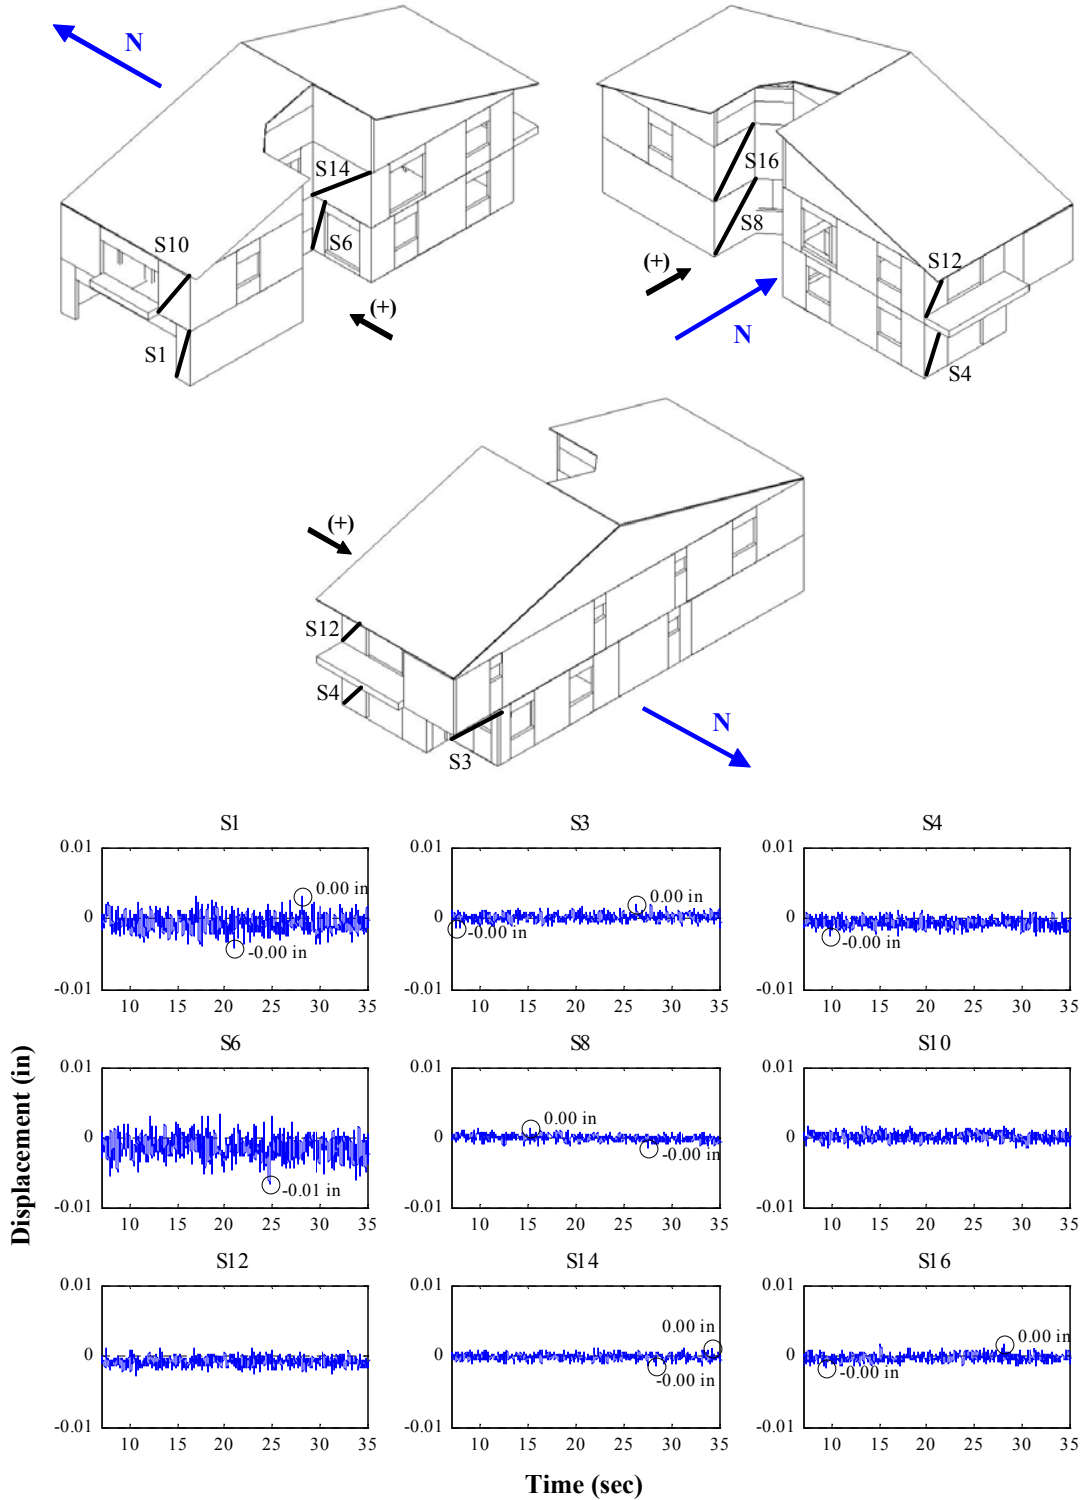 N
N
S14
S16
S6
S8
S10
S12
(+)
(+)
S1
N
S4
(+)
S12
S4
N
S3
S1
S3
S4
0.01
0
-0.01
0.00 in
-0.00 in
10 15 20 25 30 35
0.01
0
-0.01
0.00 in
-0.00 in
10 15 20 25 30 35
0.01
0
-0.01
-0.00 in
10 15 20 25 30 35
S6
S8
S10
0.01
0
-0.01
-0.01 in
10 15 20 25 30 35
0.01
0
-0.01
0.00 in
-0.00 in
10 15 20 25 30 35
0.01
0
-0.01
10 15 20 25 30 35
Displacement (in)
S12
S14
S16
0.01
0
-0.01
10 15 20 25 30 35
0.01
0
-0.01
0.00 in
-0.00 in
10 15 20 25 30 35
0.01
0
-0.01
0.00 in
-0.00 in
10 15 20 25 30 35
Time (sec)